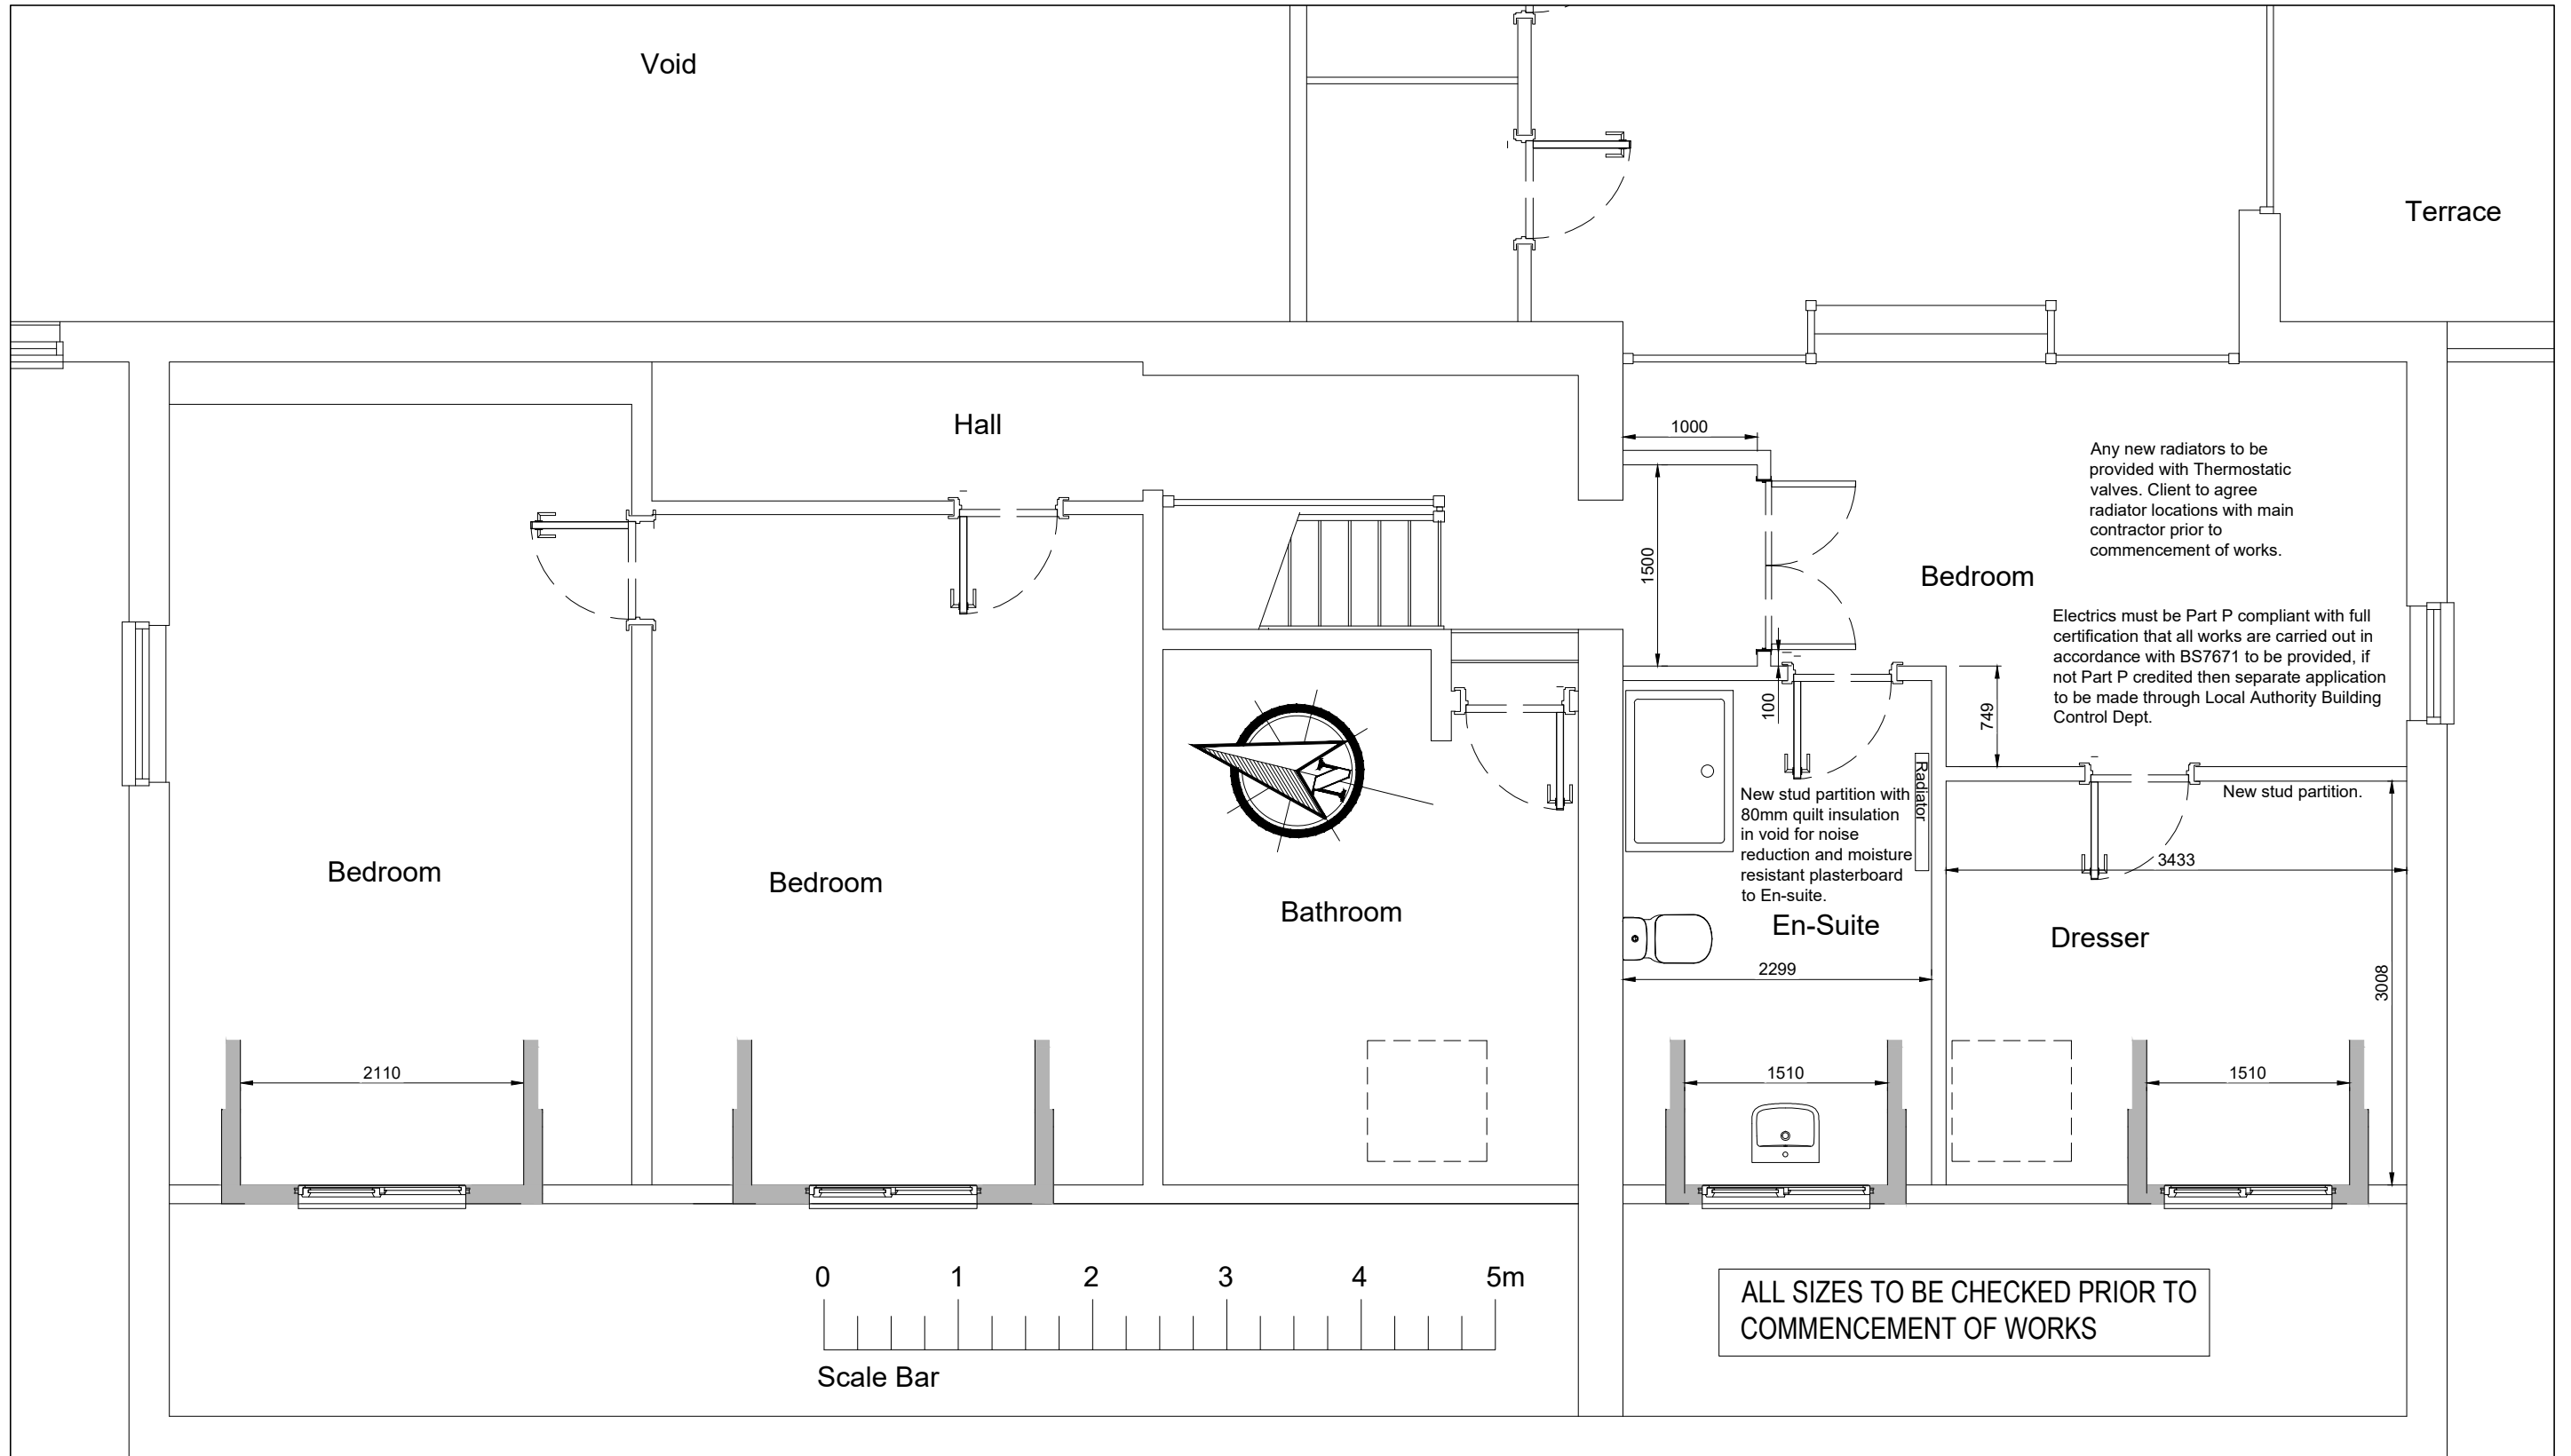 Void
Terrace
Hall
1000
Any new radiators to be
provided with Thermostatic
valves. Client to agree
radiator locations with main
contractor prior to
commencement of works.
1500
Bedroom
Electrics must be Part P compliant with full
certification that all works are carried out in
accordance with BS7671 to be provided, if
not Part P credited then separate application
to be made through Local Authority Building
Control Dept.
100
749
N
Radiator
New stud partition with
80mm quilt insulation
in void for noise
reduction and moisture
resistant plasterboard
to En-suite.
New stud partition.
3433
Bedroom
Bedroom
Bathroom
En-Suite
Dresser
2299
3008
2110
1510
1510
0 1 2 3 4 5m
Scale Bar
ALL SIZES TO BE CHECKED PRIOR TO
COMMENCEMENT OF WORKS